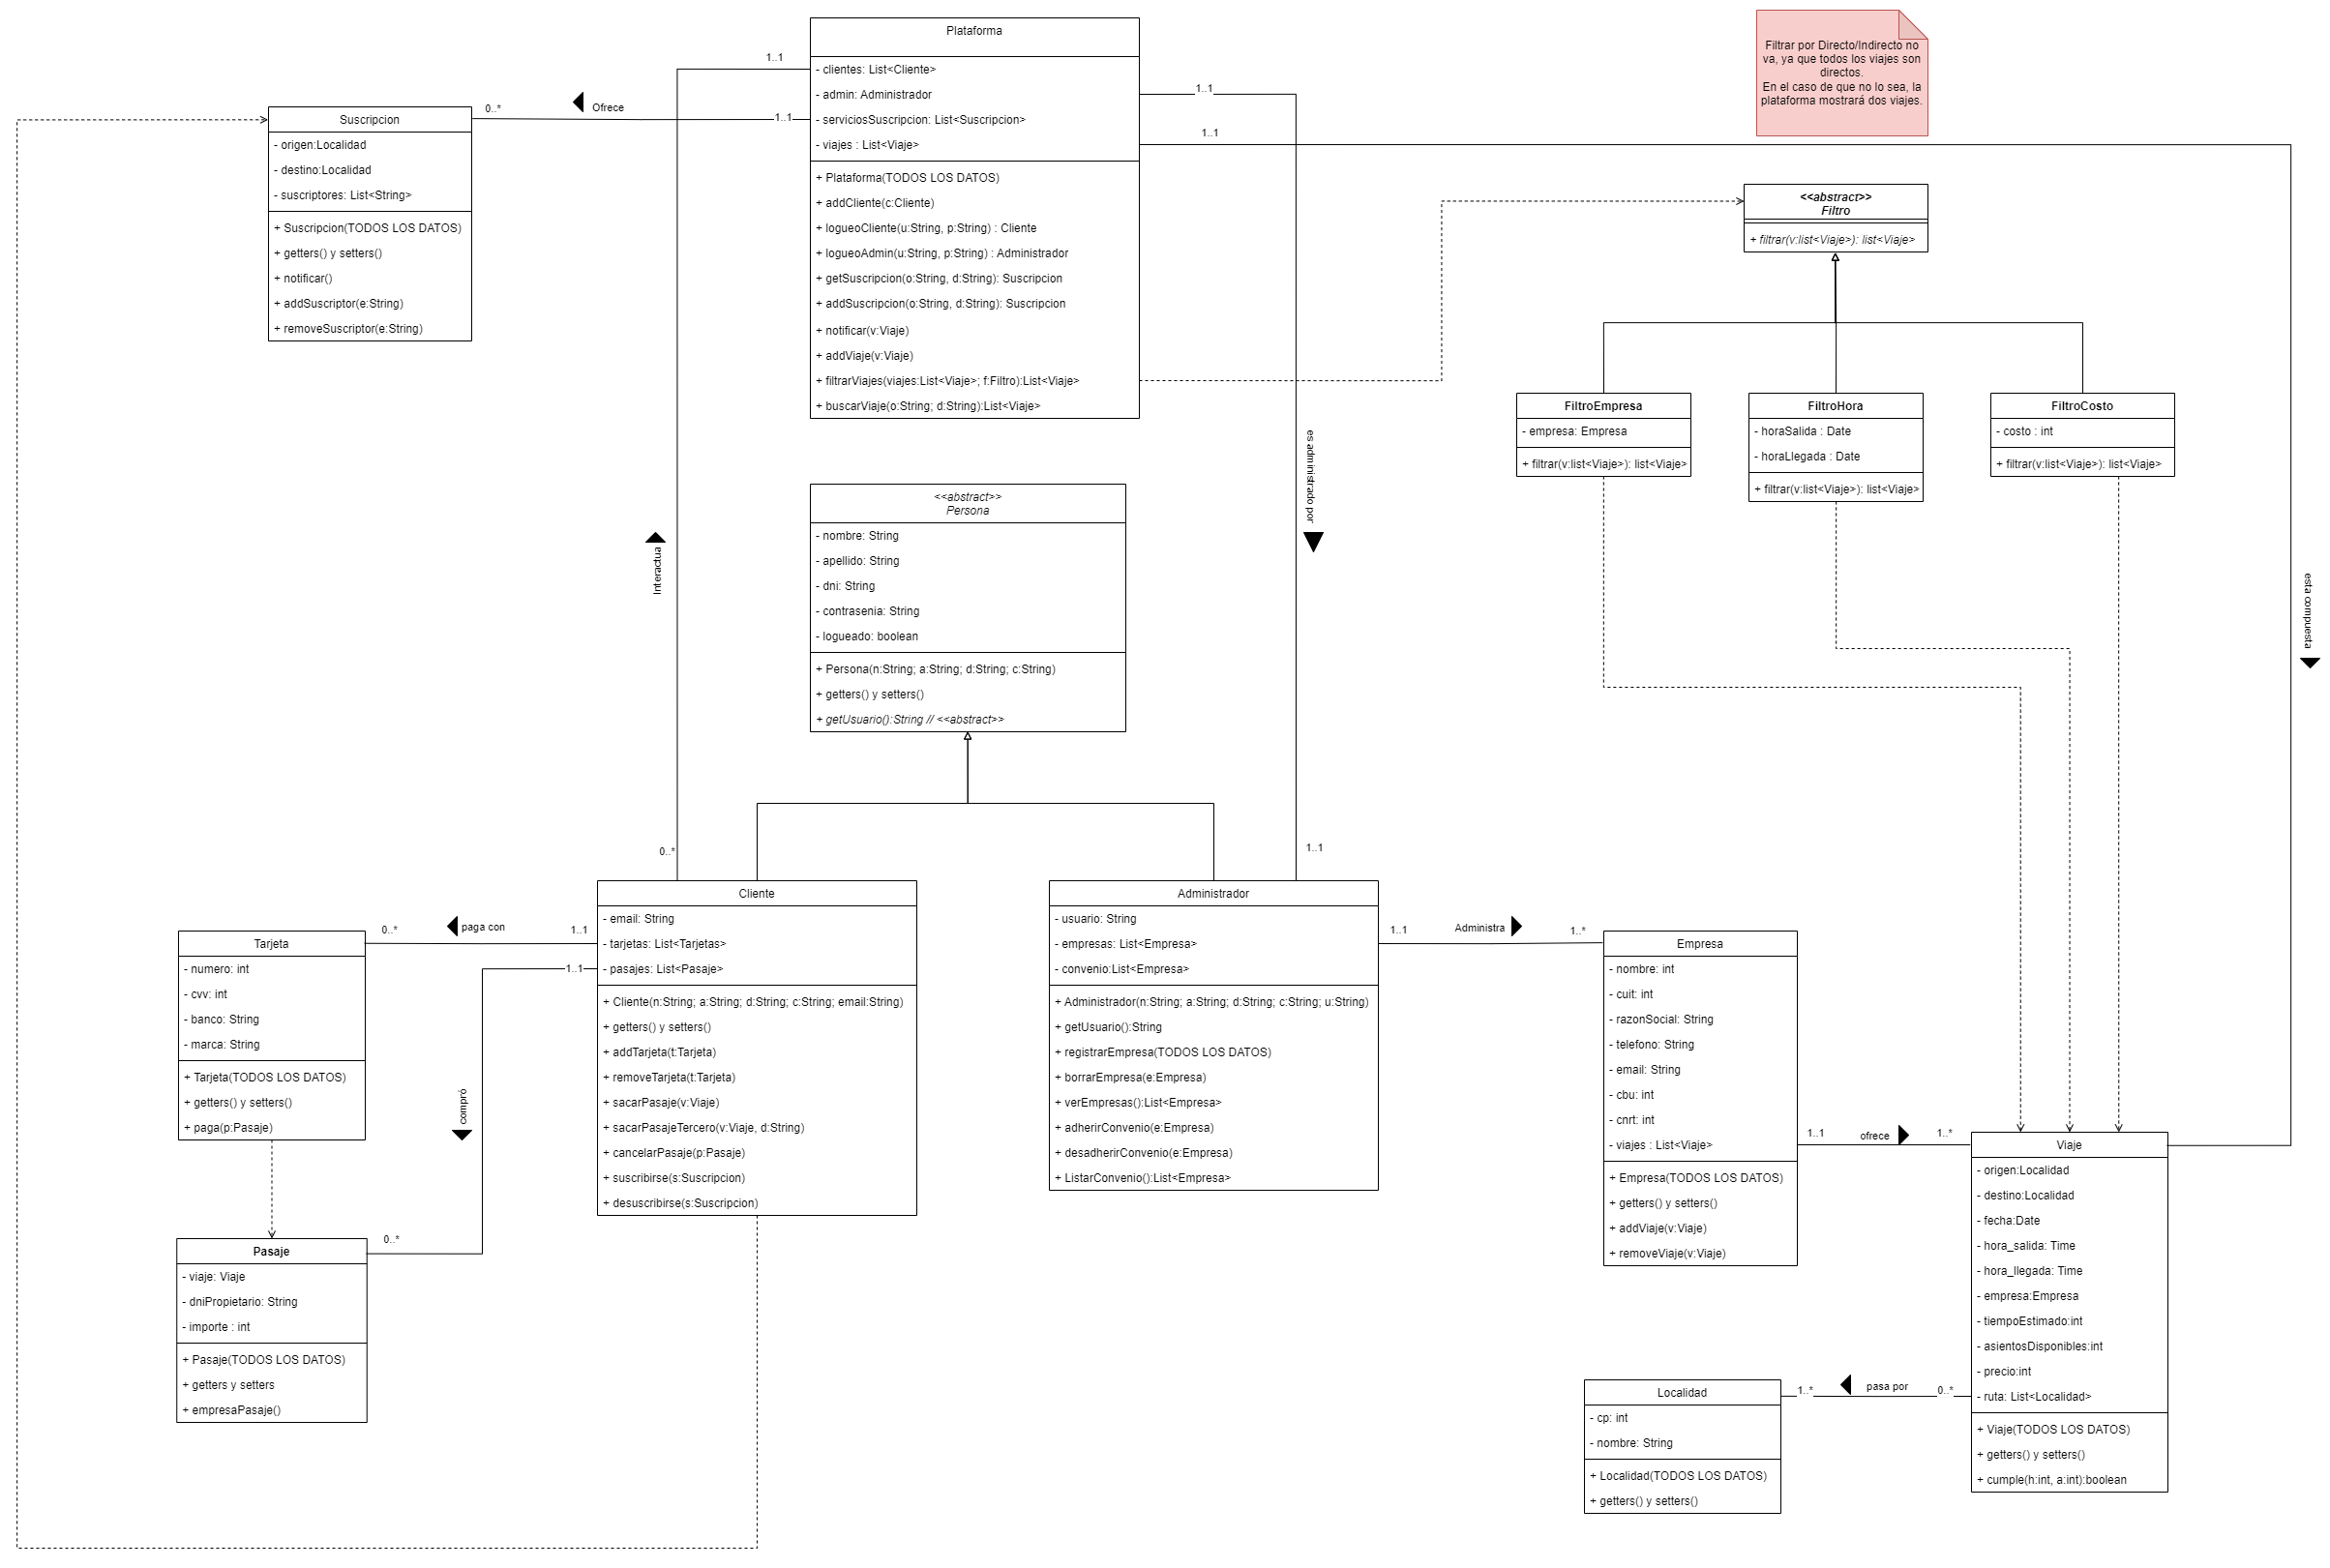 Plataforma
- clientes: List<Cliente>
- admin: Administrador
- serviciosSuscripcion: List<Suscripcion>
- viajes : List<Viaje>
+ Plataforma(TODOS LOS DATOS)
+ addCliente(c:Cliente)
+ logueoCliente(u:String, p:String) : Cliente
+ logueoAdmin(u:String, p:String) : Administrador
+ getSuscripcion(o:String, d:String): Suscripcion
+ addSuscripcion(o:String, d:String): Suscripcion
+ notificar(v:Viaje)
+ addViaje(v:Viaje)
+ filtrarViajes(viajes:List<Viaje>; f:Filtro):List<Viaje>
+ buscarViaje(o:String; d:String):List<Viaje>
Filtrar por Directo/Indirecto no
va, ya que todos los viajes son
directos.
En el caso de que no lo sea, la
plataforma mostrará dos viajes.
1..1
1..1
1..1
0..*
Ofrece
1..1
Suscripcion
- origen:Localidad
- destino:Localidad
- suscriptores: List<String>
+ Suscripcion(TODOS LOS DATOS)
+ getters() y setters()
+ notificar()
+ addSuscriptor(e:String)
+ removeSuscriptor(e:String)
<<abstract>>
Filtro
+ filtrar(v:list<Viaje>): list<Viaje>
FiltroEmpresa
- empresa: Empresa
+ filtrar(v:list<Viaje>): list<Viaje>
FiltroHora
- horaSalida : Date
- horaLlegada : Date
+ filtrar(v:list<Viaje>): list<Viaje>
FiltroCosto
- costo : int
+ filtrar(v:list<Viaje>): list<Viaje>
es administrado por
Interactua
esta compuesta
<<abstract>>
Persona
- nombre: String
- apellido: String
- dni: String
- contrasenia: String
- logueado: boolean
+ Persona(n:String; a:String; d:String; c:String)
+ getters() y setters()
+ getUsuario():String // <<abstract>>
0..*
1..1
Cliente
- email: String
- tarjetas: List<Tarjetas>
- pasajes: List<Pasaje>
+ Cliente(n:String; a:String; d:String; c:String; email:String)
+ getters() y setters()
+ addTarjeta(t:Tarjeta)
+ removeTarjeta(t:Tarjeta)
+ sacarPasaje(v:Viaje)
+ sacarPasajeTercero(v:Viaje, d:String)
+ cancelarPasaje(p:Pasaje)
+ suscribirse(s:Suscripcion)
+ desuscribirse(s:Suscripcion)
Administrador
- usuario: String
- empresas: List<Empresa>
- convenio:List<Empresa>
+ Administrador(n:String; a:String; d:String; c:String; u:String)
+ getUsuario():String
+ registrarEmpresa(TODOS LOS DATOS)
+ borrarEmpresa(e:Empresa)
+ verEmpresas():List<Empresa>
+ adherirConvenio(e:Empresa)
+ desadherirConvenio(e:Empresa)
+ ListarConvenio():List<Empresa>
0..*
paga con
1..1
1..1
compró
0..*
Tarjeta
- numero: int
- cvv: int
- banco: String
- marca: String
+ Tarjeta(TODOS LOS DATOS)
+ getters() y setters()
+ paga(p:Pasaje)
Pasaje
- viaje: Viaje
- dniPropietario: String
- importe : int
+ Pasaje(TODOS LOS DATOS)
+ getters y setters
+ empresaPasaje()
1..1
Administra
1..*
Empresa
- nombre: int
- cuit: int
- razonSocial: String
- telefono: String
- email: String
- cbu: int
- cnrt: int
- viajes : List<Viaje>
+ Empresa(TODOS LOS DATOS)
+ getters() y setters()
+ addViaje(v:Viaje)
+ removeViaje(v:Viaje)
1..1
ofrece
1..*
Viaje
- origen:Localidad
- destino:Localidad
- fecha:Date
- hora_salida: Time
- hora_llegada: Time
- empresa:Empresa
- tiempoEstimado:int
- asientosDisponibles:int
- precio:int
- ruta: List<Localidad>
+ Viaje(TODOS LOS DATOS)
+ getters() y setters()
+ cumple(h:int, a:int):boolean
1..*
pasa por
0..*
Localidad
- cp: int
- nombre: String
+ Localidad(TODOS LOS DATOS)
+ getters() y setters()